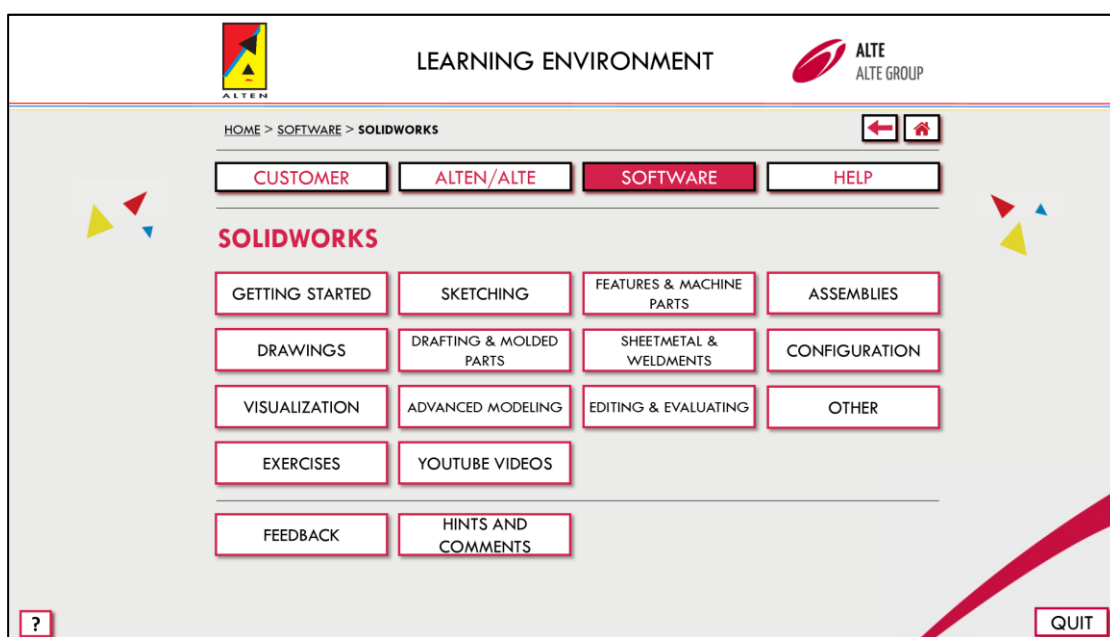 ALTEN
LEARNING ENVIRONMENT
ALTE
ALTE GROUP
HOME > SOFTWARE > SOLIDWORKS
CUSTOMER
ALTEN/ALTE
SOFTWARE
HELP
SOLIDWORKS
GETTING STARTED
SKETCHING
FEATURES & MACHINE
PARTS
ASSEMBLIES
DRAWINGS
DRAFTING & MOLDED
PARTS
SHEETMETAL &
WELDMENTS
CONFIGURATION
VISUALIZATION
ADVANCED MODELING
EDITING & EVALUATING
OTHER
EXERCISES
YOUTUBE VIDEOS
FEEDBACK
HINTS AND
COMMENTS
?
QUIT